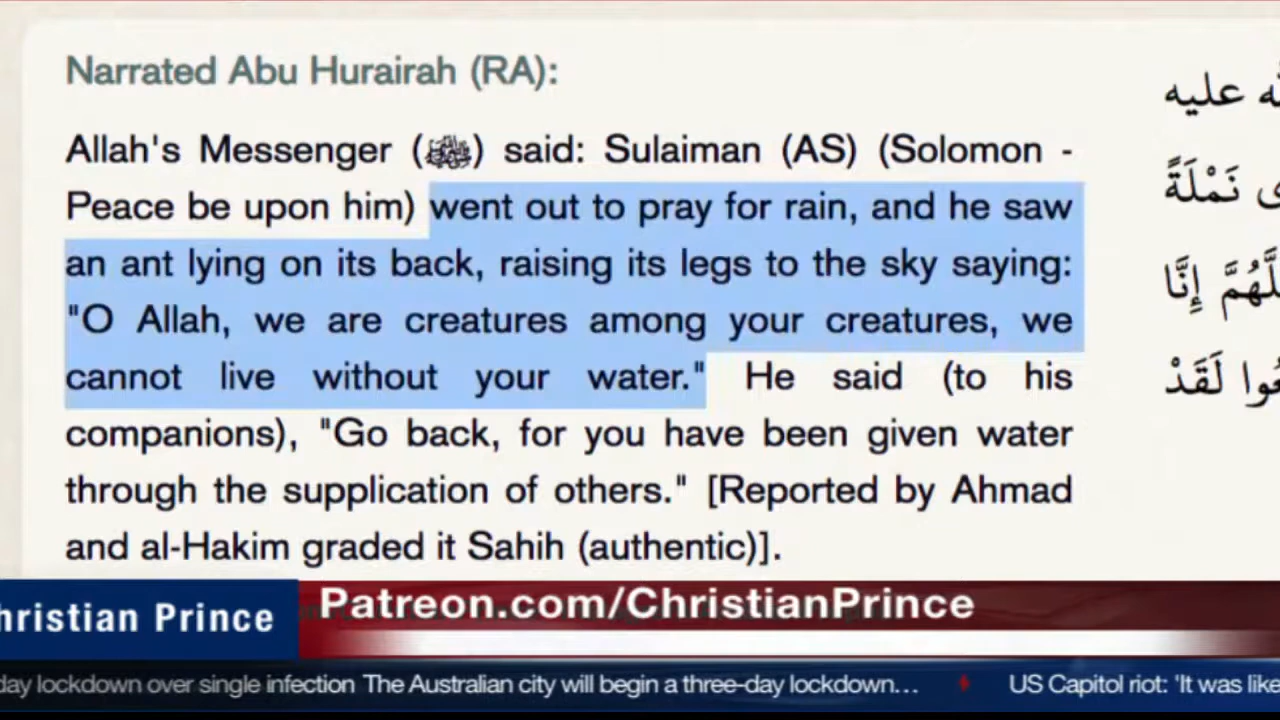 Narrated Abu Hurairah (RA):
Allah's Messenger (ﷺ) said: Sulaiman (AS) (Solomon -
Peace be upon him) went out to pray for rain, and he saw
an ant lying on its back, raising its legs to the sky saying:
"O Allah, we are creatures among your creatures, we
cannot live without your water." He said (to his
companions), "Go back, for you have been given water
through the supplication of others." [Reported by Ahmad
and al-Hakim graded it Sahih (authentic)].
عليه
نَمْلَةً
إِنَّا
لَقَدْ
hristian Prince
Patreon.com/ChristianPrince
day lockdown over single infection The Australian city will begin a three-day lockdown... US Capitol riot: 'It was like